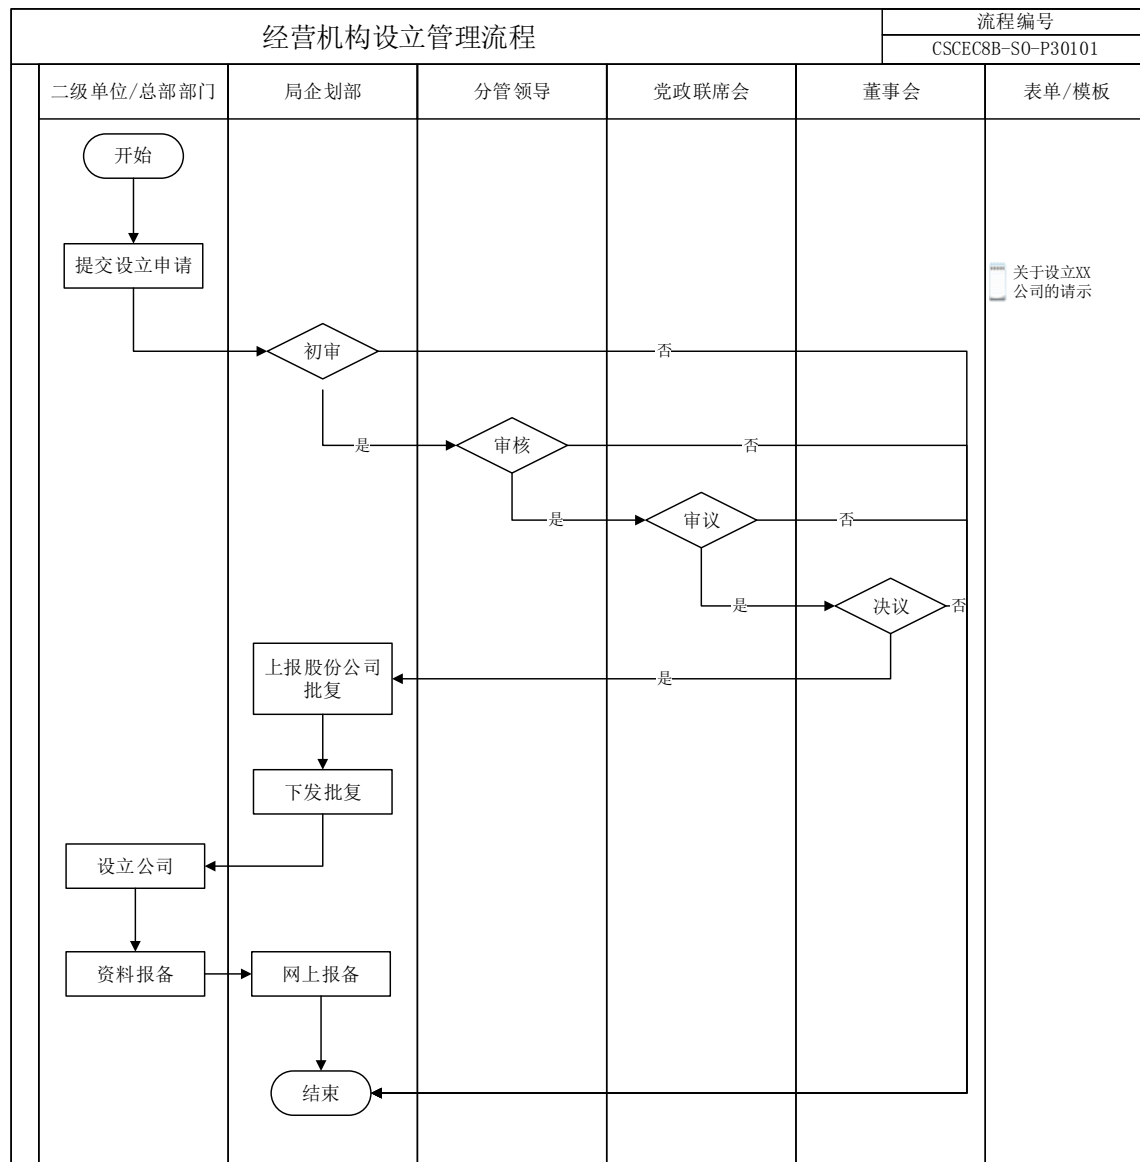 经营机构设立管理流程
流程编号
CSCEC8B-SO-P30101
二级单位/总部部门
局企划部
分管领导
党政联席会
董事会
表单/模板
开始
提交设立申请
关于设立XX
公司的请示
初审
否
是
审核
否
是
审议
否
是
决议
否
上报股份公司
批复
是
下发批复
设立公司
资料报备
网上报备
结束